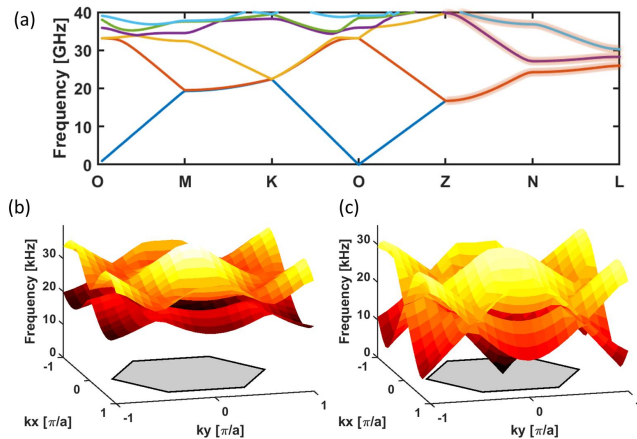 (a)
Frequency [GHz]
40
30
20
10
0
O M K O Z N L
(b)
Frequency [kHz]
30
20
10
0
-1
0
1
kx [π/a]
-1
0
1
ky [π/a]
(c)
Frequency [kHz]
30
20
10
0
-1
0
1
kx [π/a]
-1
0
1
ky [π/a]